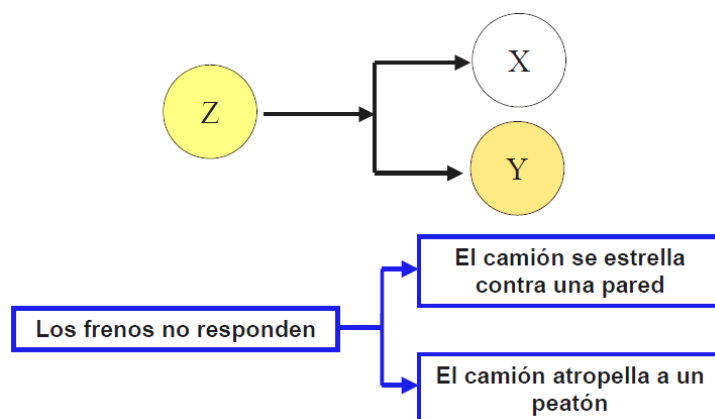 X
Z
Y
El camión se estrella
contra una pared
Los frenos no responden
El camión atropella a un
peatón